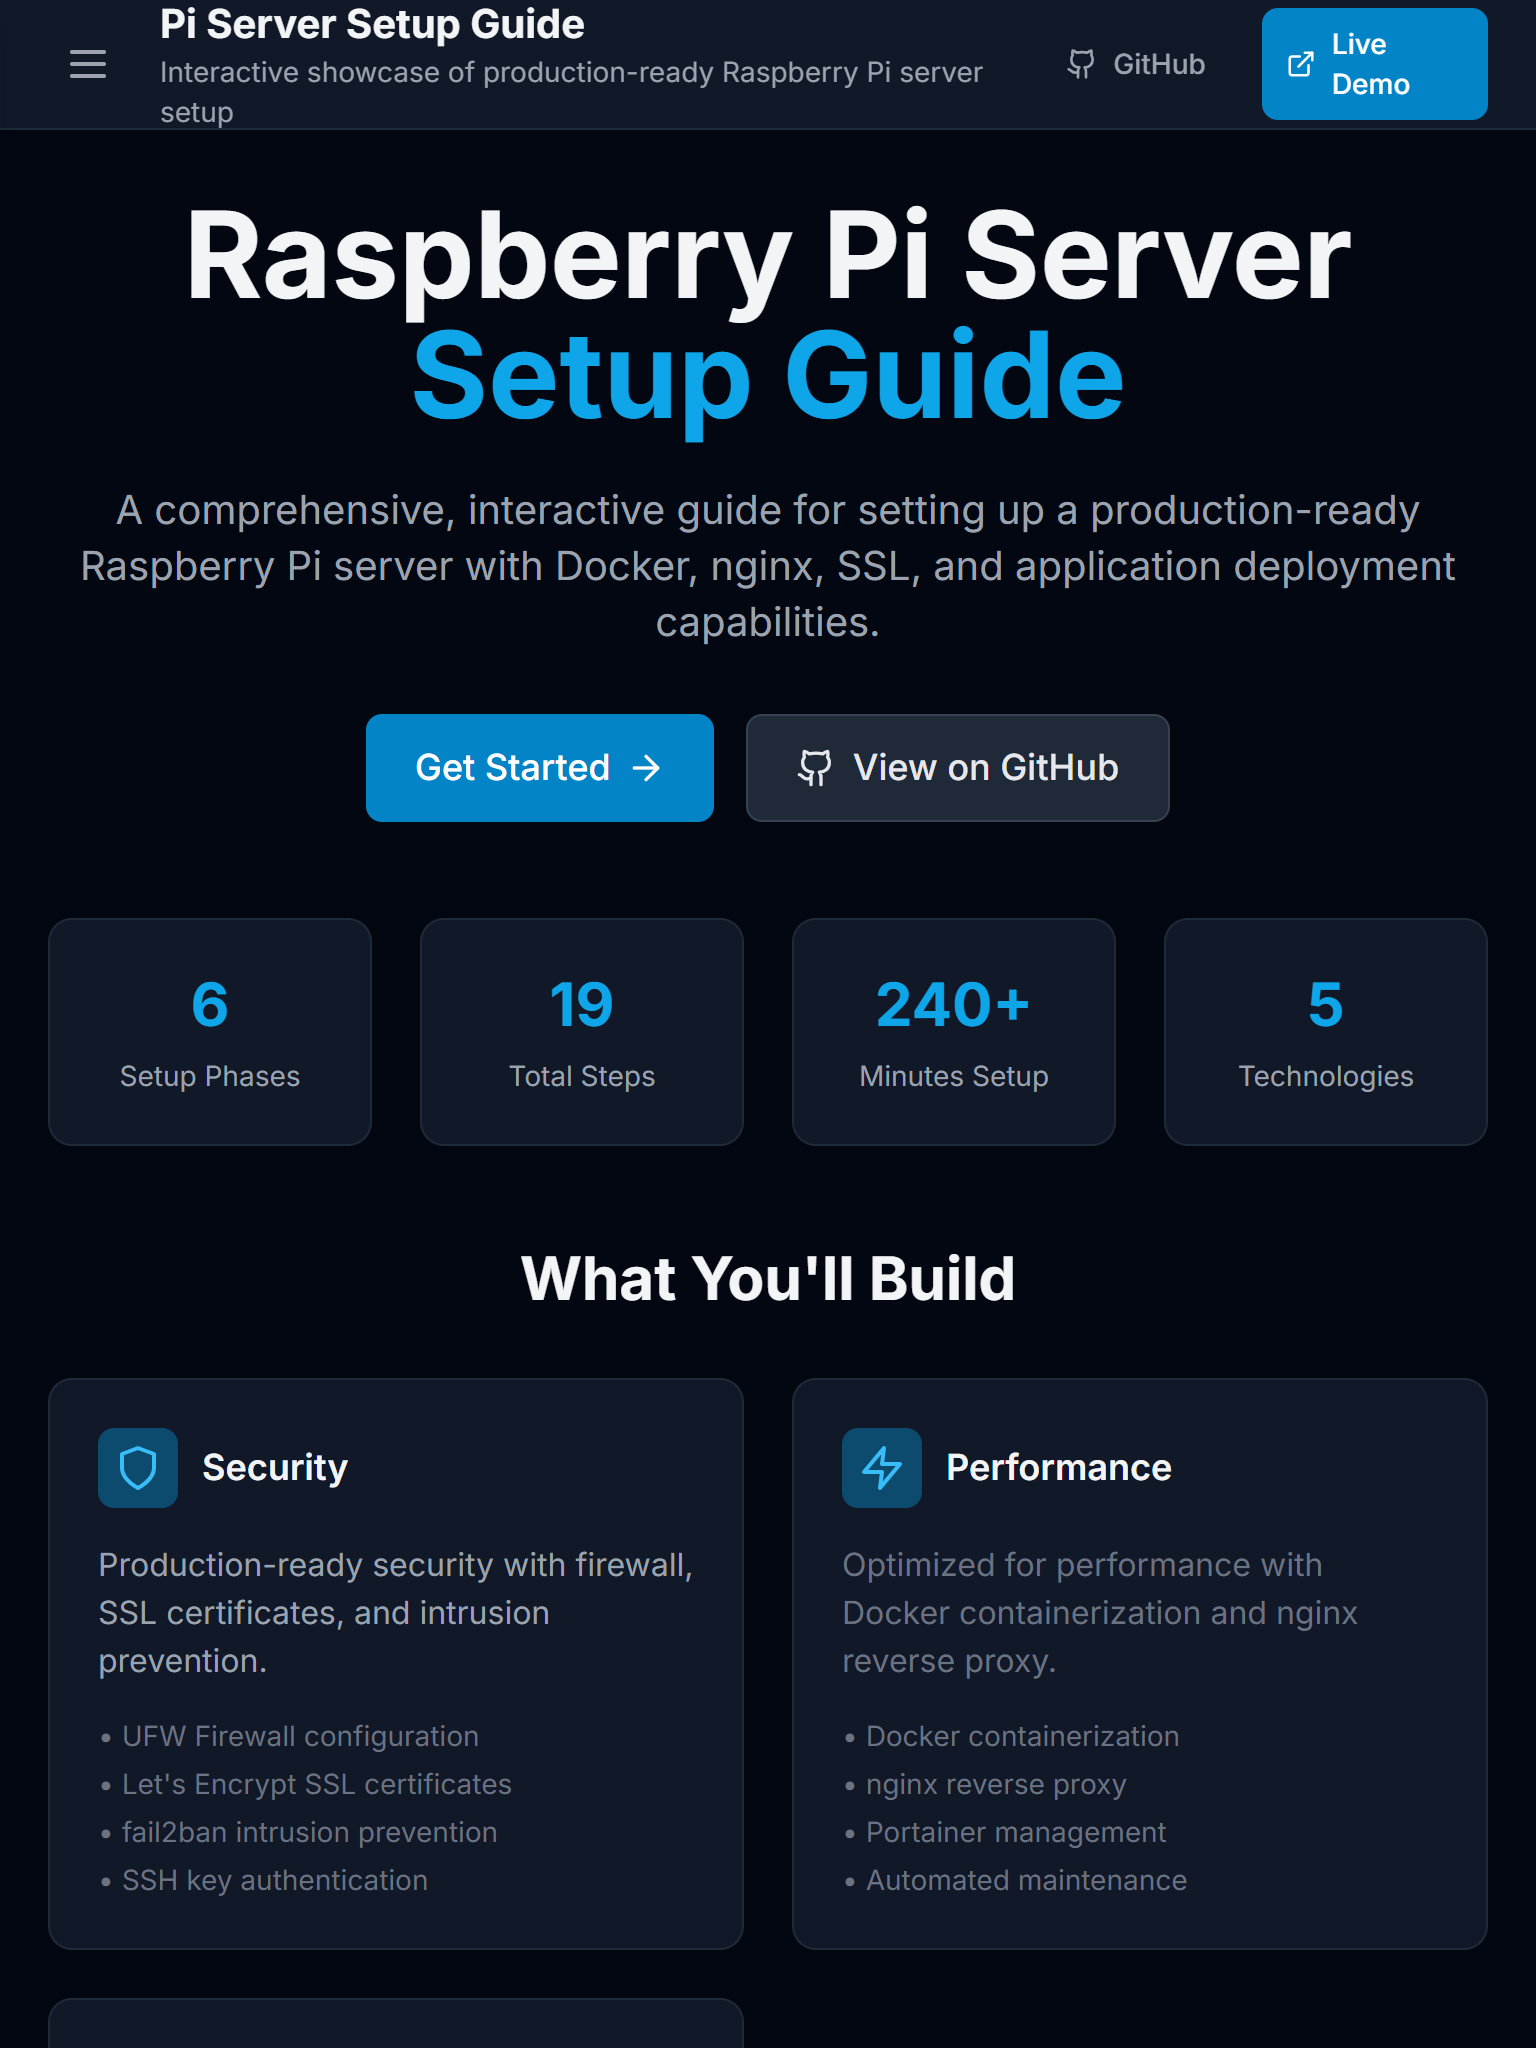 Pi Server Setup Guide
Interactive showcase of production-ready Raspberry Pi server
setup
GitHub
Live
Demo
Raspberry Pi Server
Setup Guide
A comprehensive, interactive guide for setting up a production-ready
Raspberry Pi server with Docker, nginx, SSL, and application deployment
capabilities.
Get Started
View on GitHub
6
Setup Phases
19
Total Steps
240+
Minutes Setup
5
Technologies
What You'll Build
Security
Production-ready security with firewall,
SSL certificates, and intrusion
prevention.
• UFW Firewall configuration
• Let's Encrypt SSL certificates
• fail2ban intrusion prevention
• SSH key authentication
Performance
Optimized for performance with
Docker containerization and nginx
reverse proxy.
• Docker containerization
• nginx reverse proxy
• Portainer management
• Automated maintenance